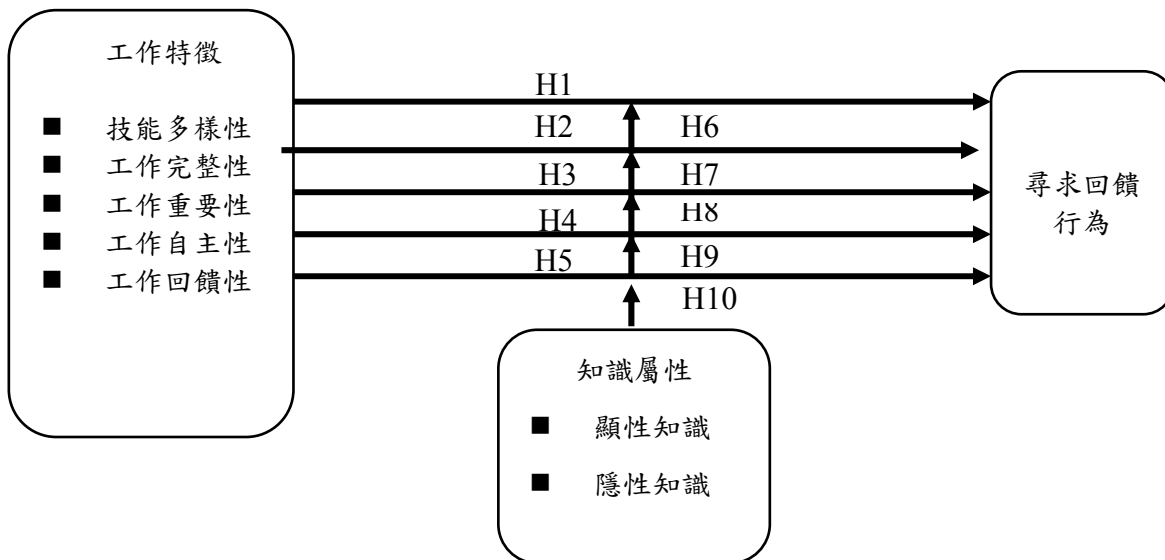 工作特徵
■ 技能多樣性
■ 工作完整性
■ 工作重要性
■ 工作自主性
■ 工作回饋性
H1
H2
H6
H3
H7
H4
H8
H5
H9
H10
尋求回饋
行為
知識屬性
■ 顯性知識
■ 隱性知識